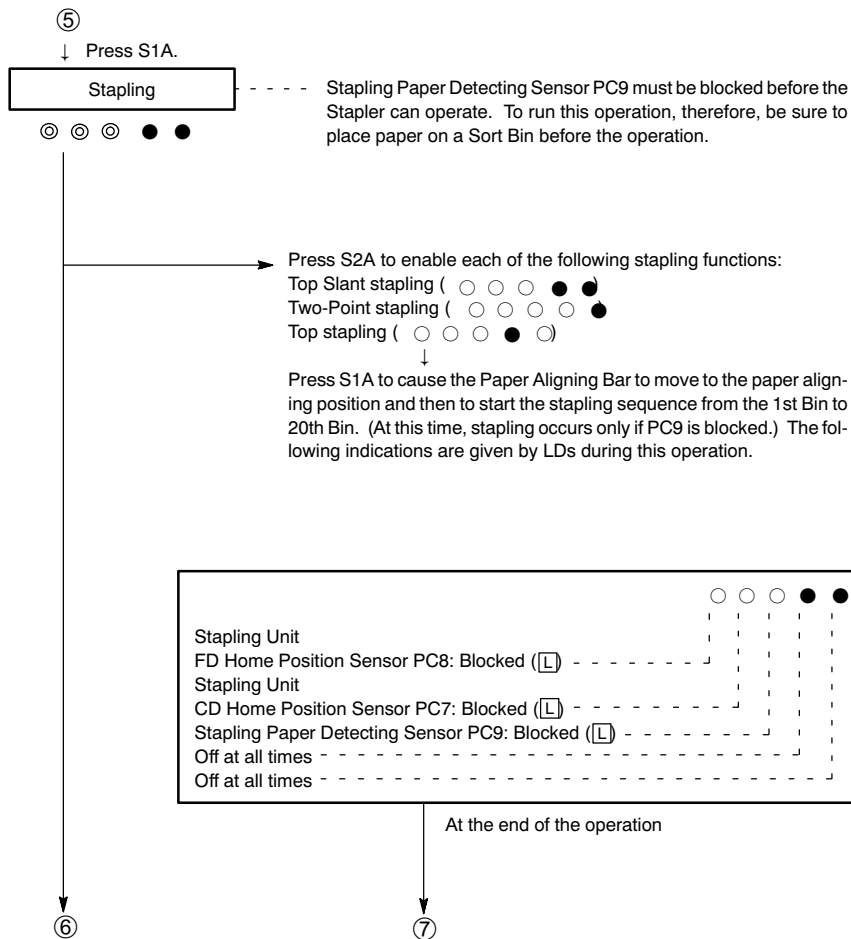 ⑤
↓ Press S1A.
Stapling
Stapling Paper Detecting Sensor PC9 must be blocked before the
Stapler can operate. To run this operation, therefore, be sure to
place paper on a Sort Bin before the operation.
◎ ◎ ◎ ● ●
Press S2A to enable each of the following stapling functions:
Top Slant stapling ( ○ ○ ○ ● ●)
Two-Point stapling ( ○ ○ ○ ○ ●)
Top stapling ( ○ ○ ○ ● ○)
↓
Press S1A to cause the Paper Aligning Bar to move to the paper align-
ing position and then to start the stapling sequence from the 1st Bin to
20th Bin. (At this time, stapling occurs only if PC9 is blocked.) The fol-
lowing indications are given by LDs during this operation.
○ ○ ○ ● ●
Stapling Unit
FD Home Position Sensor PC8: Blocked (L)
Stapling Unit
CD Home Position Sensor PC7: Blocked (L)
Stapling Paper Detecting Sensor PC9: Blocked (L)
Off at all times
Off at all times
At the end of the operation
⑥ ⑦